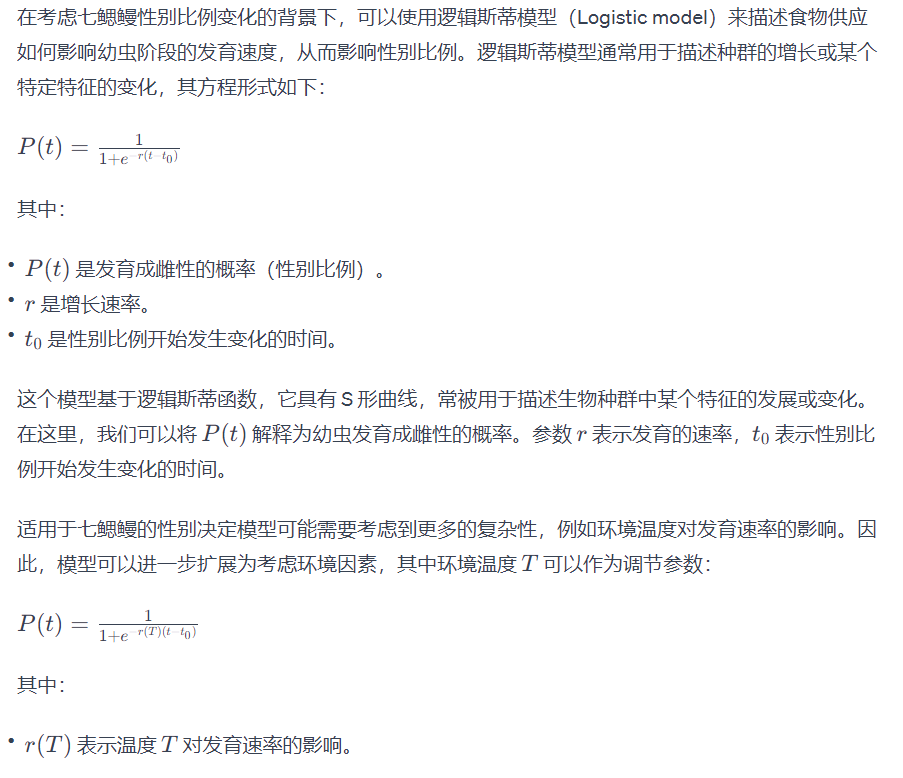 在考虑七鳃鳗性别比例变化的背景下，可以使用逻辑斯蒂模型（Logistic model）来描述食物供应
如何影响幼虫阶段的发育速度，从而影响性别比例。逻辑斯蒂模型通常用于描述种群的增长或某个
特定特征的变化，其方程形式如下：
P(t) = \frac{1}{1+e^{-r(t-t_0)}}
其中：
• P(t) 是发育成雌性的概率（性别比例）。
• r 是增长速率。
• t_0 是性别比例开始发生变化的时间。
这个模型基于逻辑斯蒂函数，它具有 S 形曲线，常被用于描述生物种群中某个特征的发展或变化。
在这里，我们可以将 P(t) 解释为幼虫发育成雌性的概率。参数 r 表示发育的速率，t_0 表示性别比
例开始发生变化的时间。
适用于七鳃鳗的性别决定模型可能需要考虑到更多的复杂性，例如环境温度对发育速率的影响。因
此，模型可以进一步扩展为考虑环境因素，其中环境温度 T 可以作为调节参数：
P(t) = \frac{1}{1+e^{-r(T)(t-t_0)}}
其中：
• r(T) 表示温度 T 对发育速率的影响。